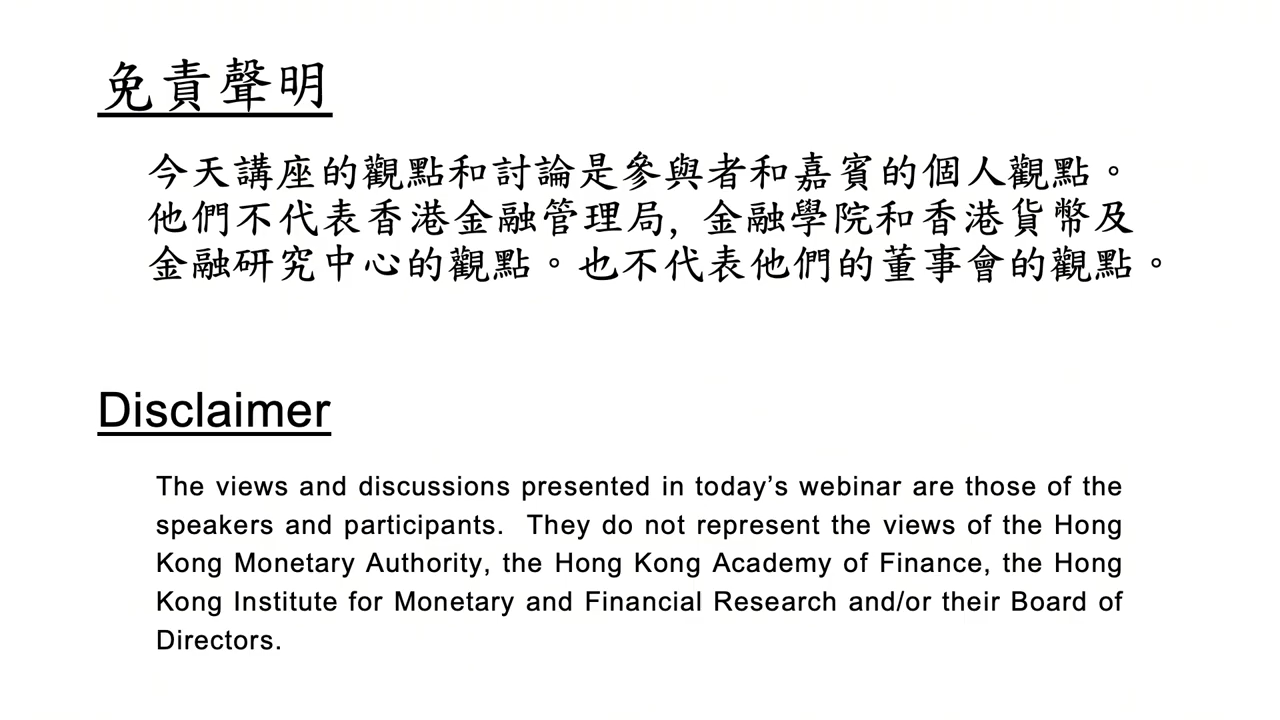 免責聲明
今天講座的觀點和討論是參與者和嘉賓的個人觀點。
他們不代表香港金融管理局, 金融學院和香港貨幣及
金融研究中心的觀點。也不代表他們的董事會的觀點。
Disclaimer
The views and discussions presented in today’s webinar are those of the
speakers and participants.  They do not represent the views of the Hong
Kong Monetary Authority, the Hong Kong Academy of Finance, the Hong
Kong Institute for Monetary and Financial Research and/or their Board of
Directors.